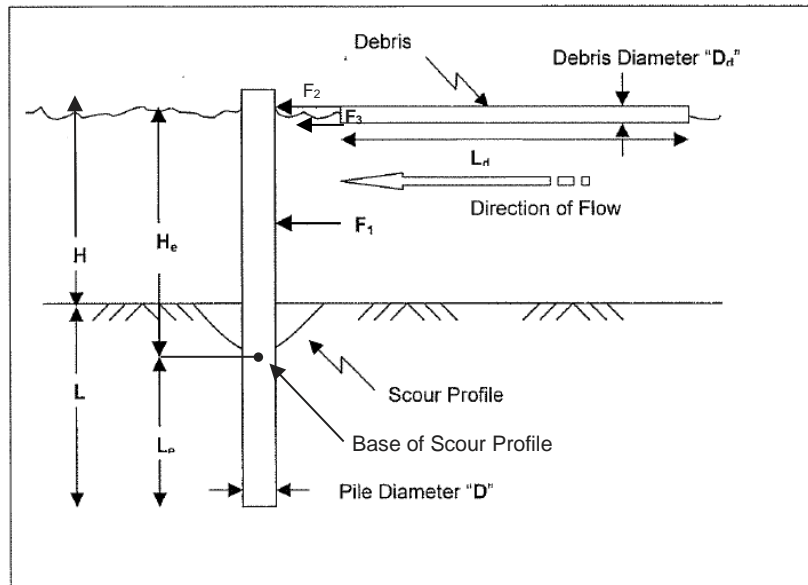 Debris
Debris Diameter "Dd"
F2
F3
Ld
Direction of Flow
He
F1
H
L
Scour Profile
Le
Base of Scour Profile
Pile Diameter "D"